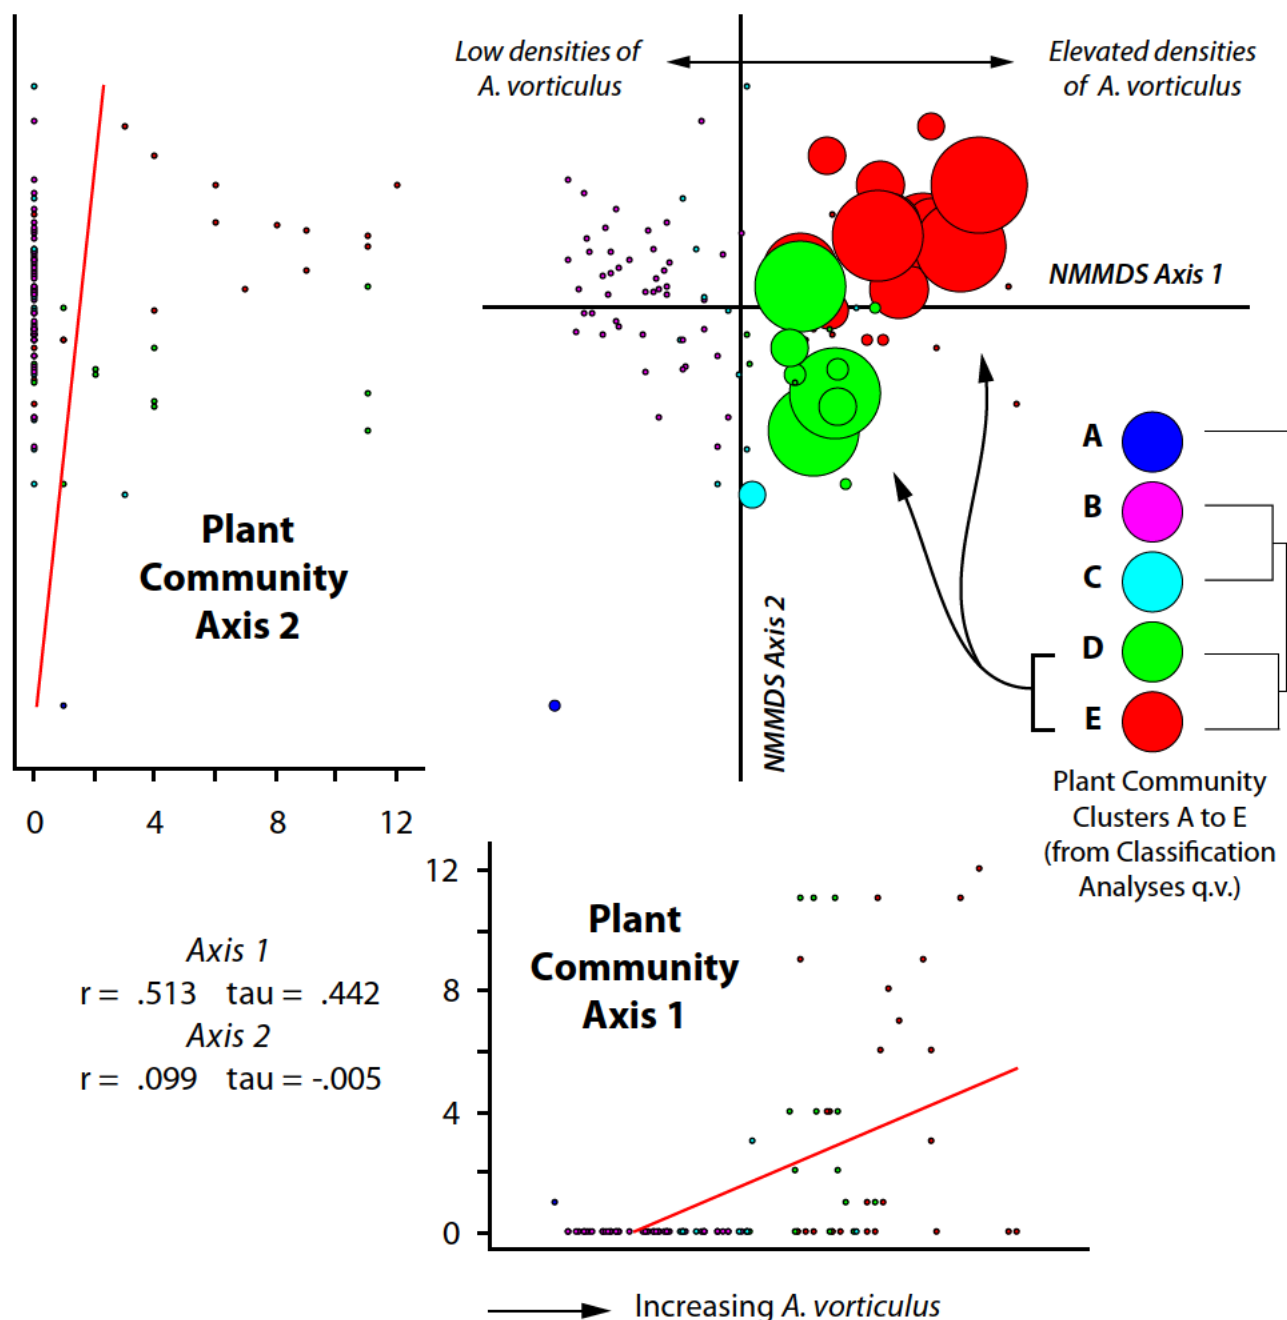 Low densities of
A. vorticulus
Elevated densities
of A. vorticulus
NMMDS Axis 1
NMMDS Axis 2
Plant
Community
Axis 2
0 4 8 12
A
B
C
D
E
Plant Community
Clusters A to E
(from Classification
Analyses q.v.)
Axis 1
r = .513 tau = .442
Axis 2
r = .099 tau = -.005
12
8
4
0
Plant
Community
Axis 1
Increasing A. vorticulus